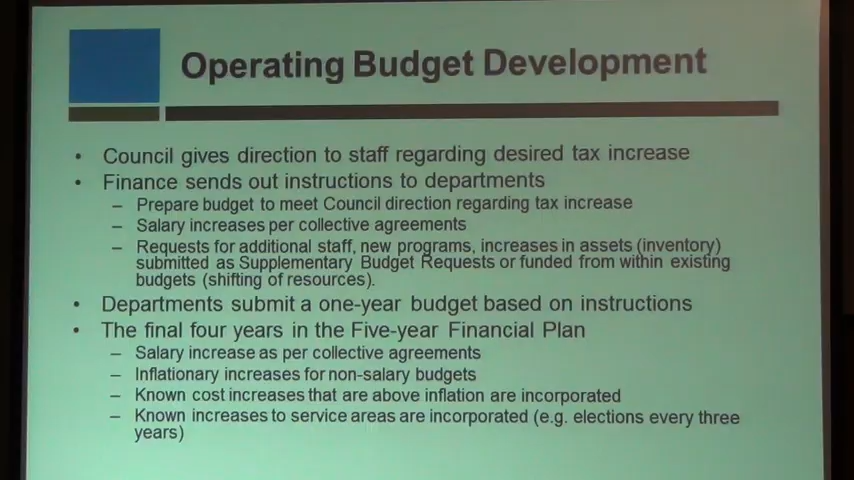 Operating Budget Development
• Council gives direction to staff regarding desired tax increase
• Finance sends out instructions to departments
– Prepare budget to meet Council direction regarding tax increase
– Salary increases per collective agreements
– Requests for additional staff, new programs, increases in assets (inventory)
submitted as Supplementary Budget Requests or funded from within existing
budgets (shifting of resources).
• Departments submit a one-year budget based on instructions
• The final four years in the Five-year Financial Plan
– Salary increase as per collective agreements
– Inflationary increases for non-salary budgets
– Known cost increases that are above inflation are incorporated
– Known increases to service areas are incorporated (e.g. elections every three
years)